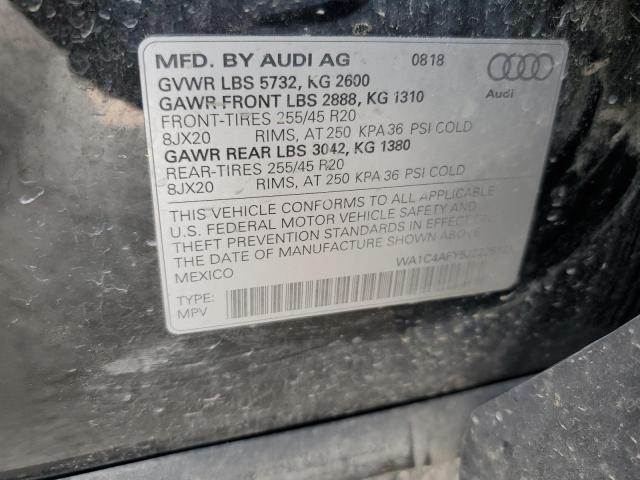 MFD. BY AUDI AG 0818
GVWR LBS 5732, KG 2600
GAWR FRONT LBS 2888, KG 1310
FRONT-TIRES 255/45 R20
8JX20 RIMS, AT 250 KPA 36 PSI COLD
GAWR REAR LBS 3042, KG 1380
REAR-TIRES 255/45 R20
8JX20 RIMS, AT 250 KPA 36 PSI COLD
Audi
THIS VEHICLE CONFORMS TO ALL APPLICABLE
U.S. FEDERAL MOTOR VEHICLE SAFETY AND
THEFT PREVENTION STANDARDS IN EFFECT ON
THE DATE OF MANUFACTURE SHOWN ABOVE.
MEXICO
TYPE:
MPV